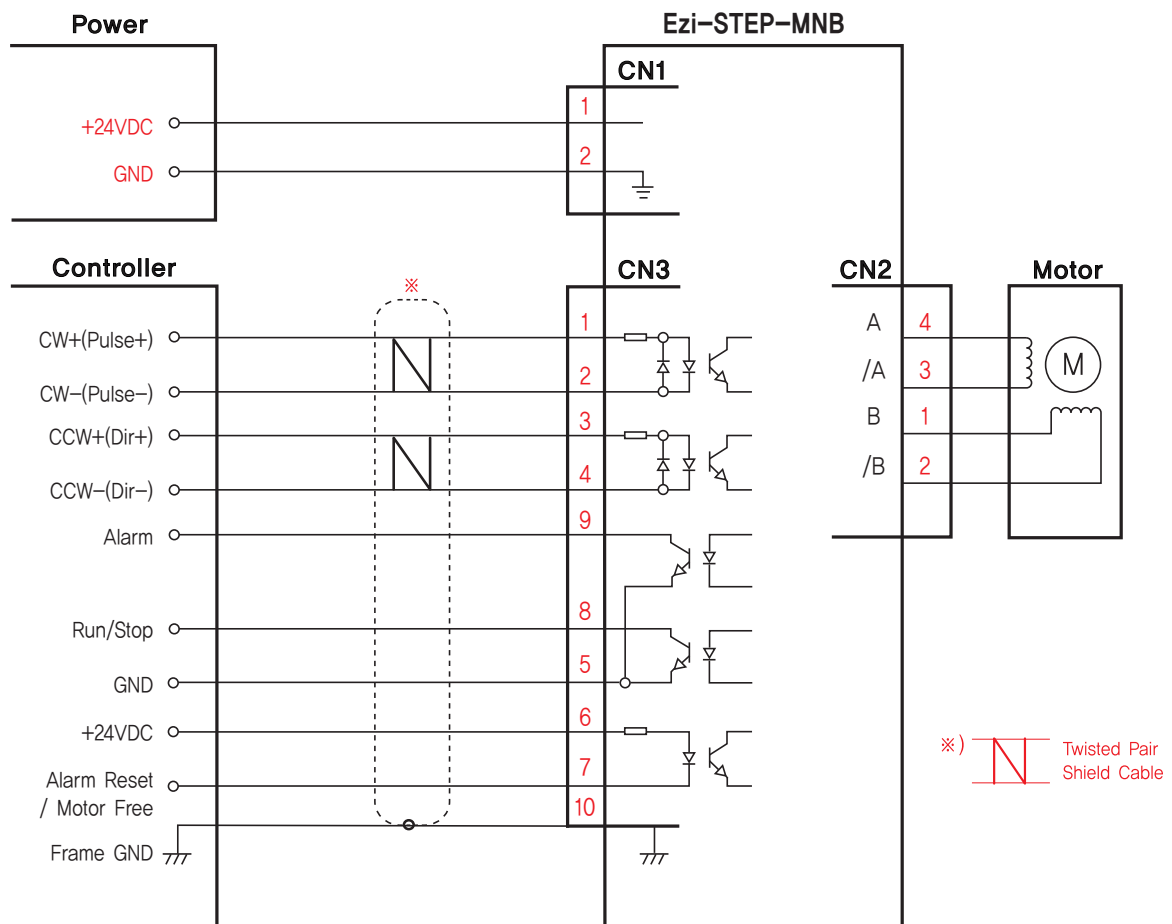 Power
Ezi-STEP-MNB
CN1
+24VDC
1
GND
2
Controller
CN3
CN2
Motor
※
CW+(Pulse+)
1
CW-(Pulse-)
2
CCW+(Dir+)
3
CCW-(Dir-)
4
Alarm
9
Run/Stop
8
GND
5
+24VDC
6
Alarm Reset
/ Motor Free
7
10
Frame GND
A
4
/A
3
B
1
/B
2
M
※)
Twisted Pair
Shield Cable